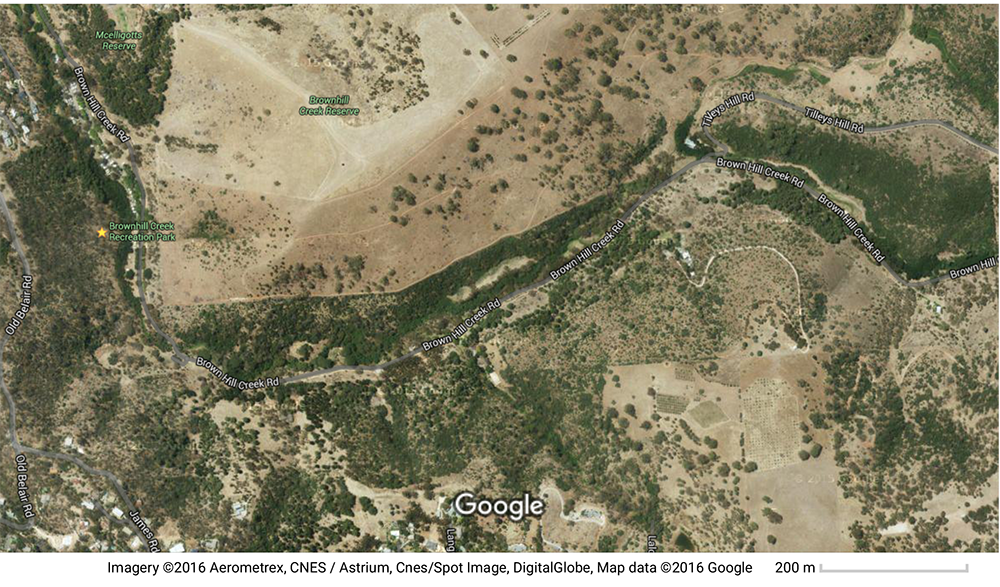 Mcelligotts
Reserve
Brown Hill Creek Rd
Brownhill
Creek Reserve
Tilleys Hill Rd
Tilleys Hill Rd
Brown Hill Creek Rd
Brown Hill Creek Rd
Brownhill Creek
Recreation Park
Brown Hill Creek Rd
Brown Hill
Old Belair Rd
Brown Hill Creek Rd
Brown Hill Creek Rd
Old Belair Rd
James Rd
Google
Lang
Imagery ©2016 Aerometrex, CNES / Astrium, Cnes/Spot Image, DigitalGlobe, Map data ©2016 Google 200 m